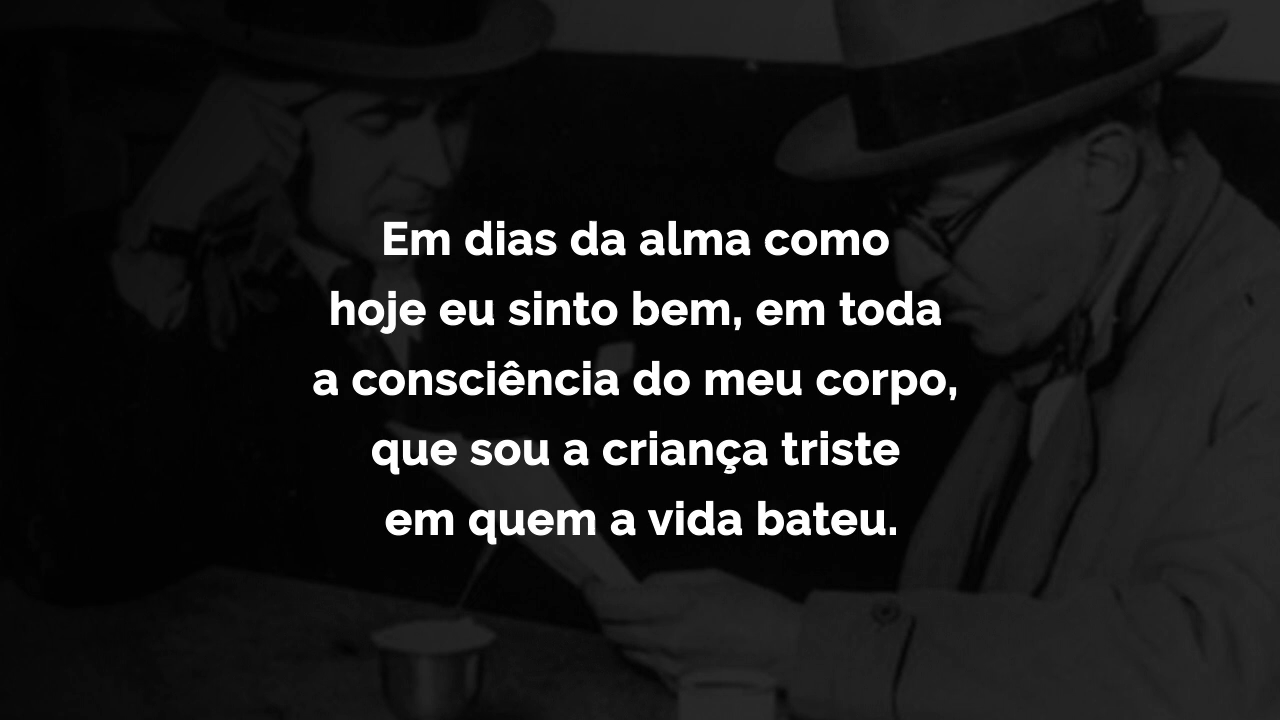 Em dias da alma como
hoje eu sinto bem, em toda
a consciência do meu corpo,
que sou a criança triste
em quem a vida bateu.